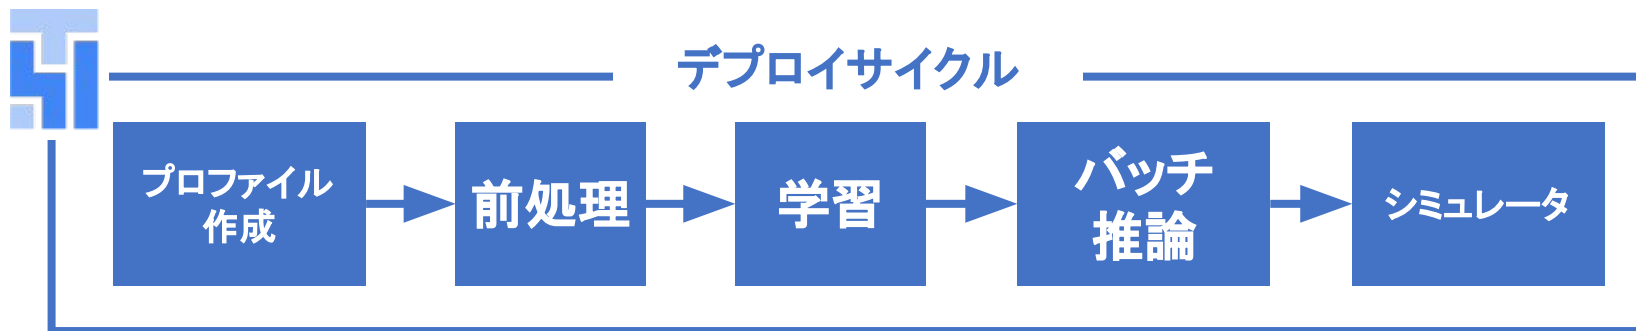 デプロイサイクル
プロファイル
作成
前処理
学習
バッチ
推論
シミュレータ